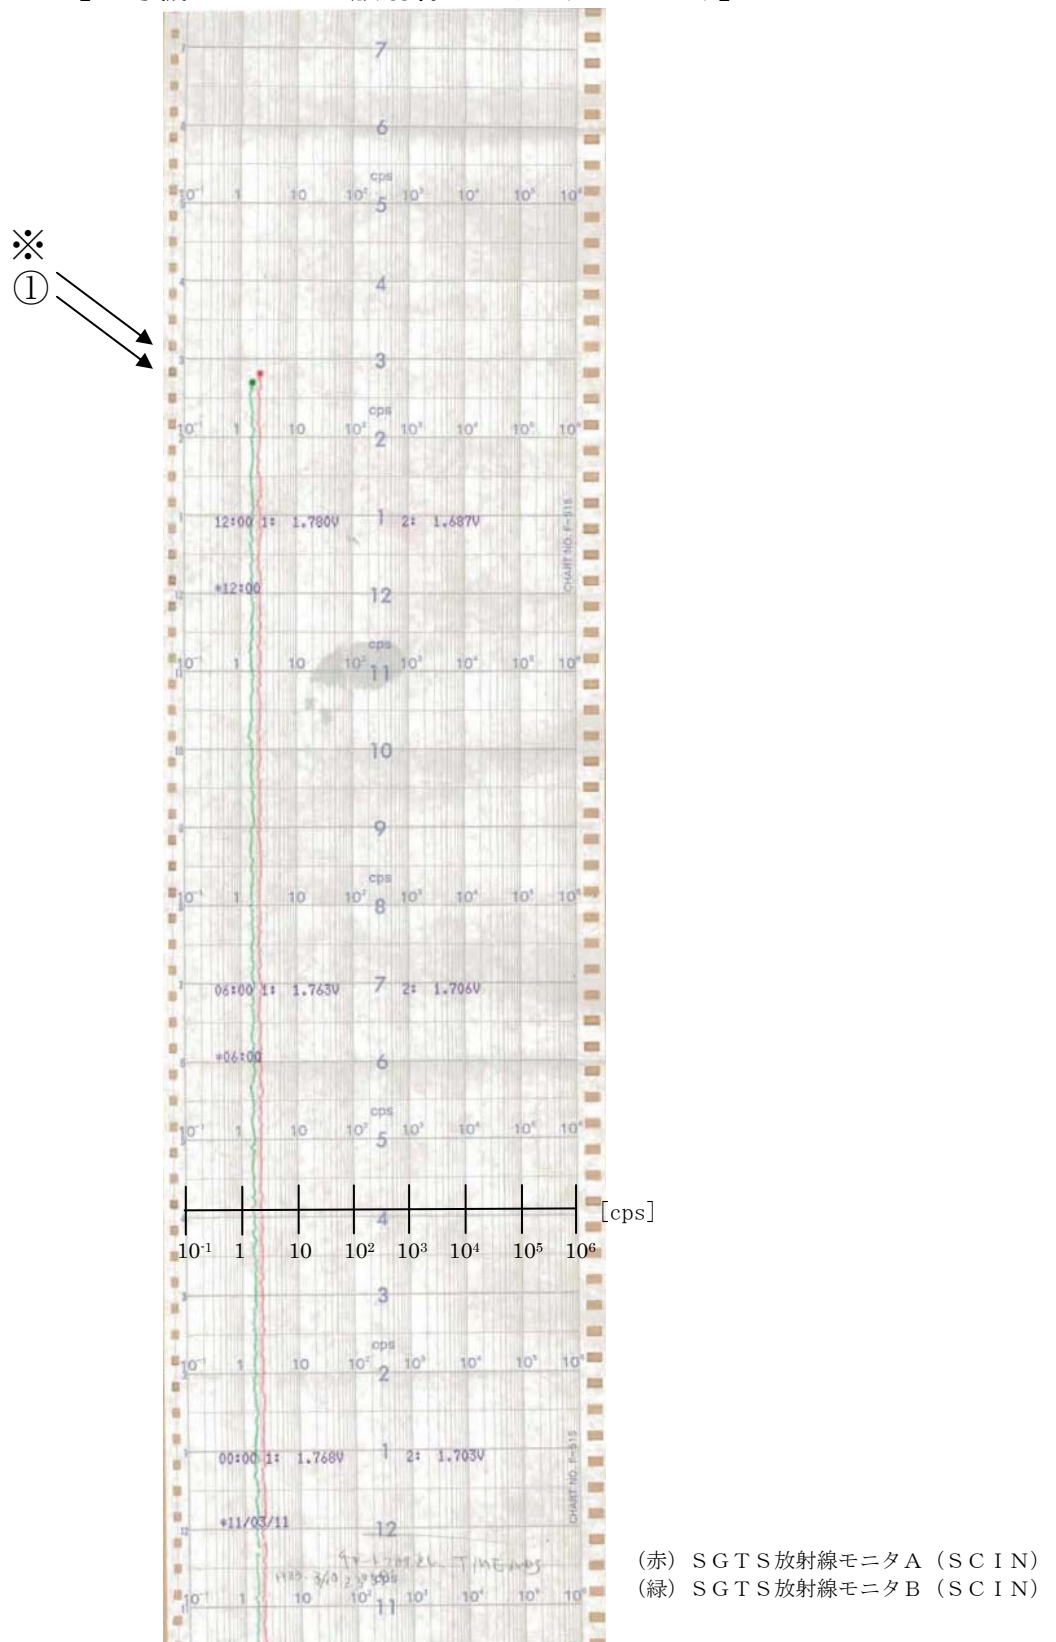 7
6
cps
10⁻¹ 1 10 10² 10³ 10⁴ 10⁵ 10⁶
5
※
4
①
3
cps
10⁻¹ 1 10 10² 10³ 10⁴ 10⁵ 10⁶
2
12:00 1: 1.780V 1 2: 1.687V
CHART NO. F-515
*12:00
12
cps
10⁻¹ 1 10 10² 10³ 10⁴ 10⁵ 10⁶
11
10
9
cps
10⁻¹ 1 10 10² 10³ 10⁴ 10⁵ 10⁶
8
06:00 1: 1.763V 7 2: 1.706V
*06:00
6
cps
10⁻¹ 1 10 10² 10³ 10⁴ 10⁵ 10⁶
5
[cps]
4
10⁻¹ 1 10 10² 10³ 10⁴ 10⁵ 10⁶
3
cps
10⁻¹ 1 10 10² 10³ 10⁴ 10⁵ 10⁶
2
00:00 1: 1.768V 1 2: 1.703V
CHART NO. F-515
*11/03/11
12
10⁻¹ 1 10 10² 10³ 10⁴ 10⁵ 10⁶
11
(赤) SGTS放射線モニタA (SCIN)
(緑) SGTS放射線モニタB (SCIN)